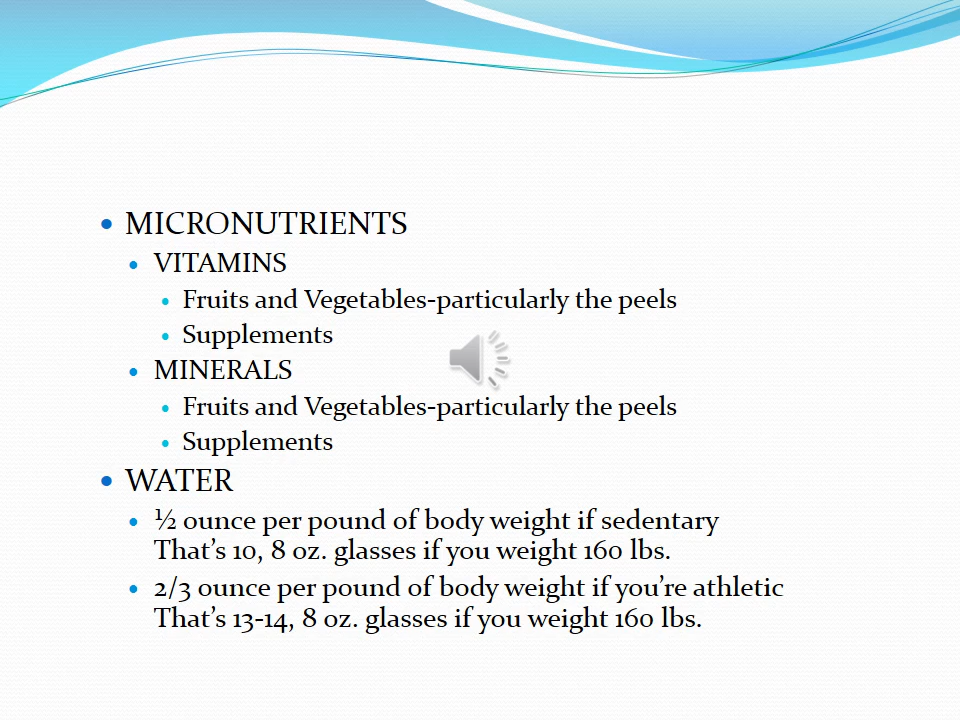 MICRONUTRIENTS
VITAMINS
Fruits and Vegetables-particularly the peels
Supplements
MINERALS
Fruits and Vegetables-particularly the peels
Supplements
WATER
½ ounce per pound of body weight if sedentary
That’s 10, 8 oz. glasses if you weight 160 lbs.
2/3 ounce per pound of body weight if you’re athletic
That’s 13-14, 8 oz. glasses if you weight 160 lbs.